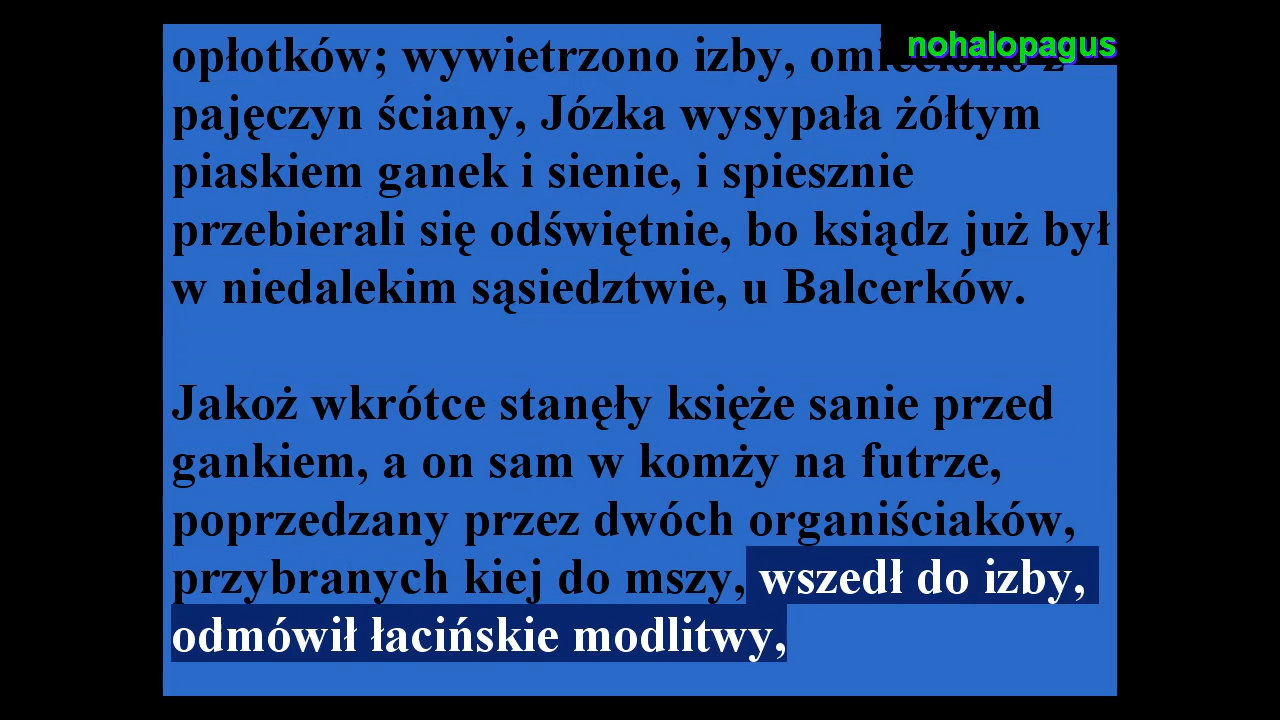 opłotków; wywietrzono izby, omieciono z
nohalopagus
pajęczyn ściany, Józka wysypała żółtym
piaskiem ganek i sienie, i spiesznie
przebierali się odświętnie, bo ksiądz już był
w niedalekim sąsiedztwie, u Balcerków.
Jakoż wkrótce stanęły księże sanie przed
gankiem, a on sam w komży na futrze,
poprzedzany przez dwóch organiściaków,
przybranych kiej do mszy, wszedł do izby,
odmówił łacińskie modlitwy,